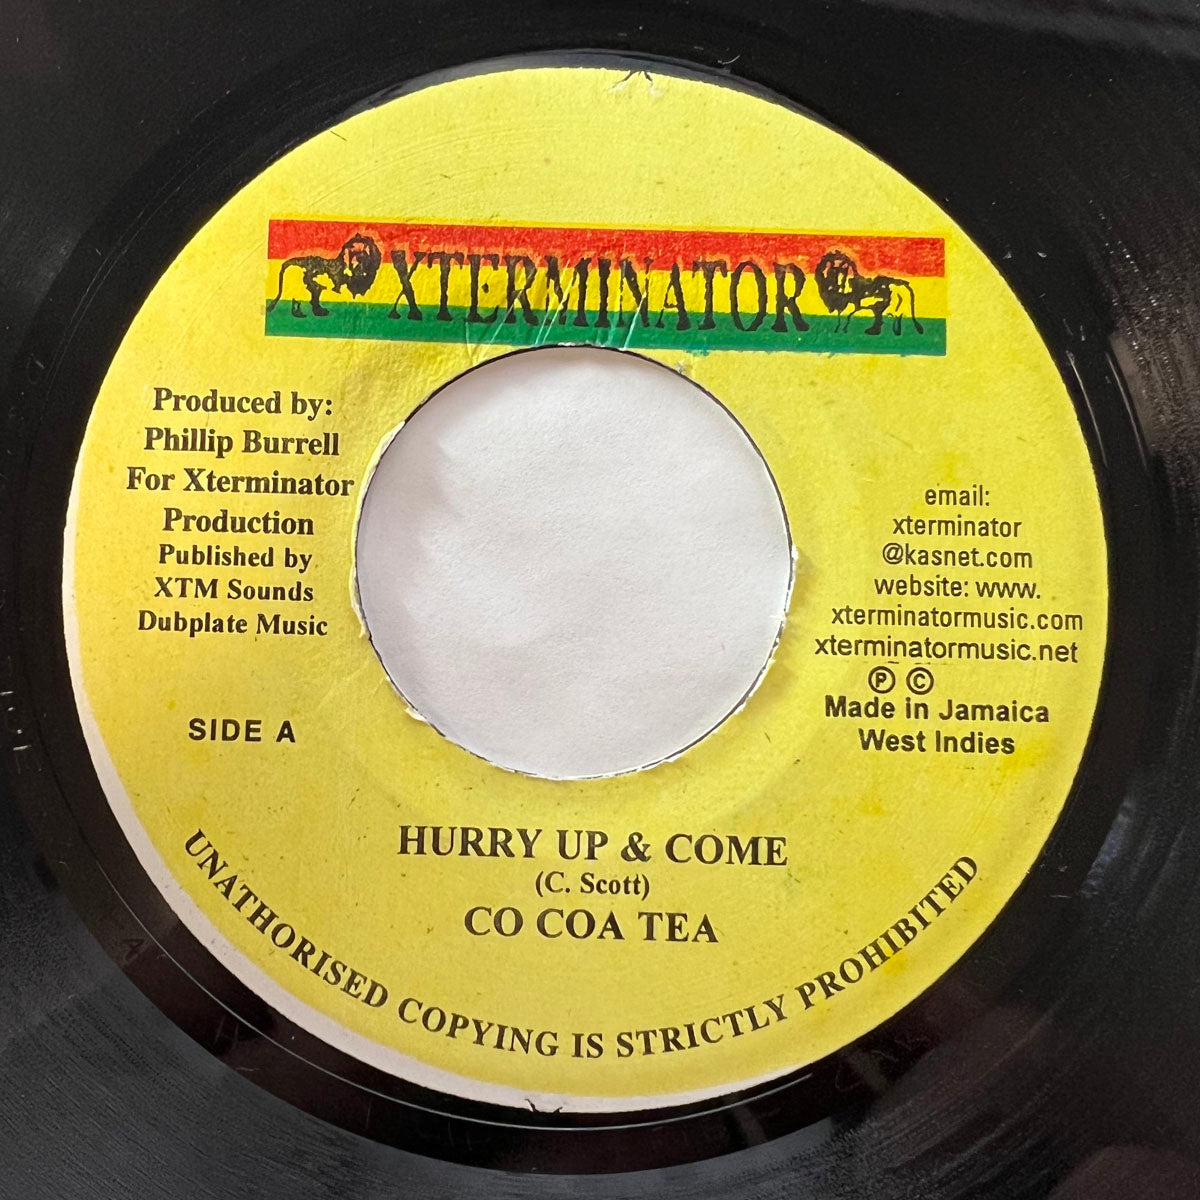 XTERMINATOR
Produced by:
Phillip Burrell
For Xterminator
Production
Published by
XTM Sounds
Dubplate Music
SIDE A
email:
xterminator
@kasnet.com
website: www.
xterminatormusic.com
xterminatormusic.net
Ⓟ ©
Made in Jamaica
West Indies
HURRY UP & COME
(C. Scott)
CO COA TEA
UNATHORISED COPYING IS STRICTLY PROHIBITED